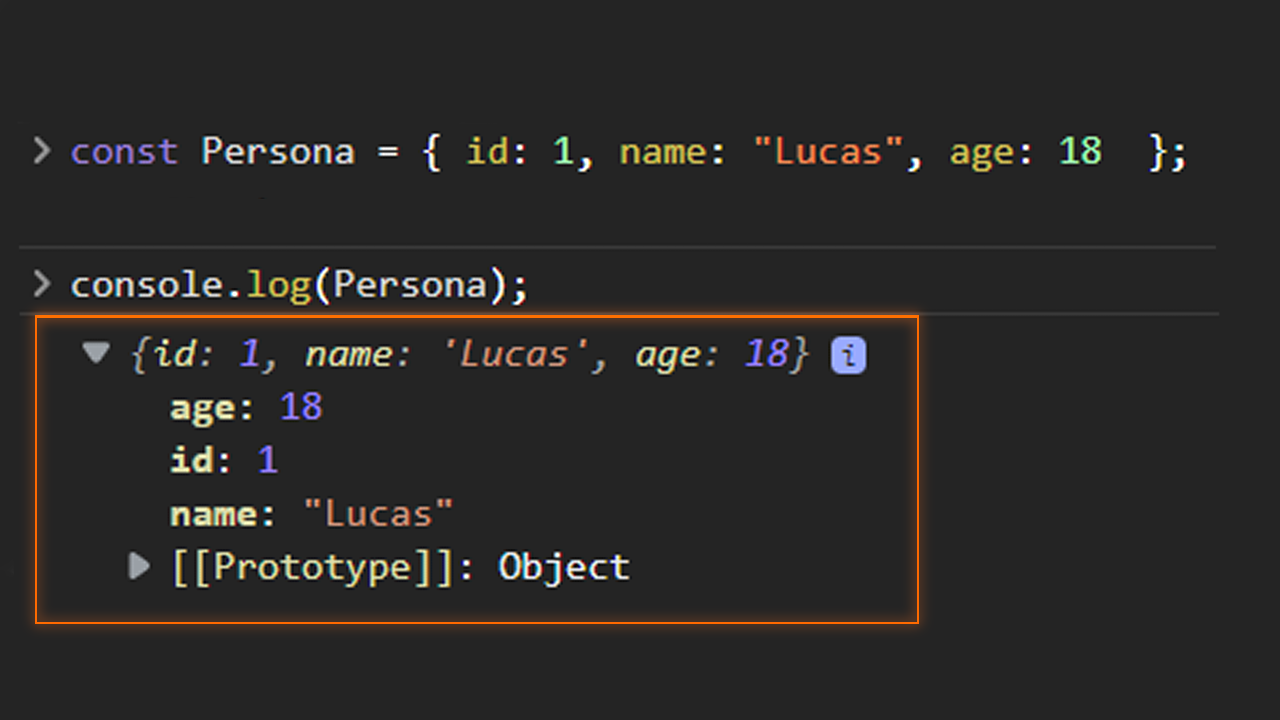 > const Persona = { id: 1, name: "Lucas", age: 18  };
> console.log(Persona);
▼ {id: 1, name: 'Lucas', age: 18} i
age: 18
id: 1
name: "Lucas"
▶ [[Prototype]]: Object